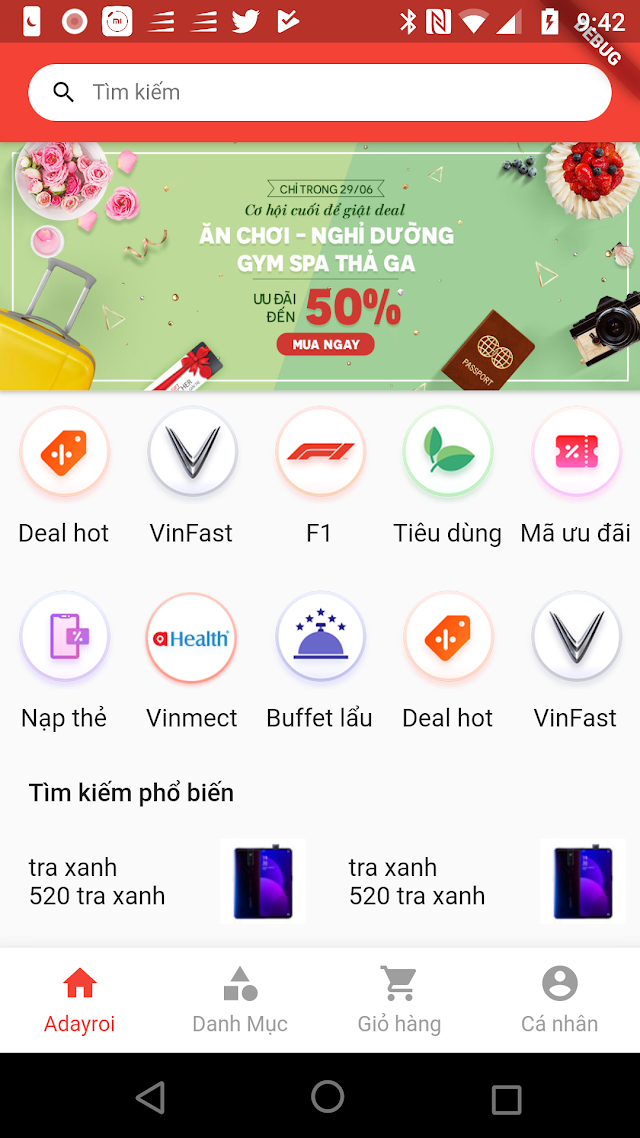 9:42
DEBUG
Tìm kiếm
CHỈ TRONG 29/06
Cơ hội cuối để giật deal
ĂN CHƠI - NGHỈ DƯỠNG
GYM SPA THẢ GA
ƯU ĐÃI
ĐẾN
50%
MUA NGAY
PASSPORT
Deal hot
VinFast
F1
Tiêu dùng
Mã ưu đãi
Health
Nạp thẻ
Vinmect
Buffet lẩu
Deal hot
VinFast
Tìm kiếm phổ biến
tra xanh
520 tra xanh
tra xanh
520 tra xanh
Adayroi
Danh Mục
Giỏ hàng
Cá nhân